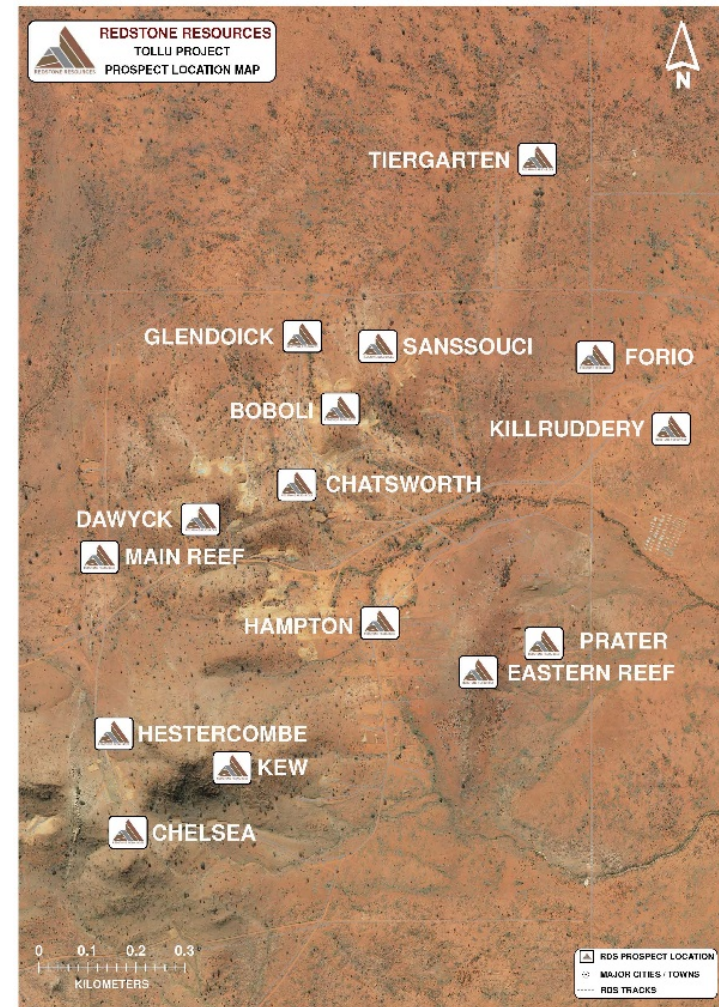 REDSTONE RESOURCES
TOLLU PROJECT
PROSPECT LOCATION MAP
REDSTONE RESOURCES
N
TIERGARTEN
GLENDOICK
SANSSOUCI
FORIO
BOBOLI
KILLRUDDERY
CHATSWORTH
DAWYCK
MAIN REEF
HAMPTON
PRATER
EASTERN REEF
HESTERCOMBE
KEW
CHELSEA
0 0.1 0.2 0.3
KILOMETERS
RDS PROSPECT LOCATION
MAJOR CITIES / TOWNS
RDS TRACKS